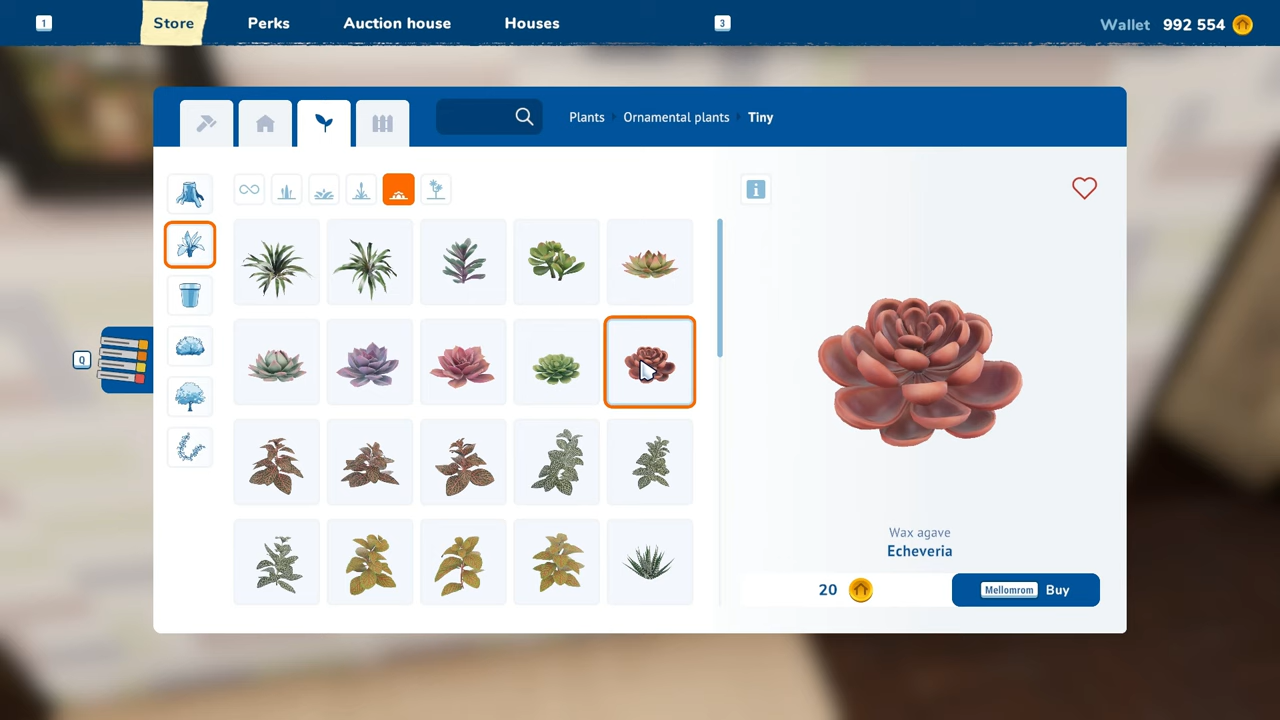 1 Store Perks Auction house Houses 3 Wallet 992 554
Plants Ornamental plants Tiny
i
Q
Wax agave
Echeveria
20 Mellomrom Buy